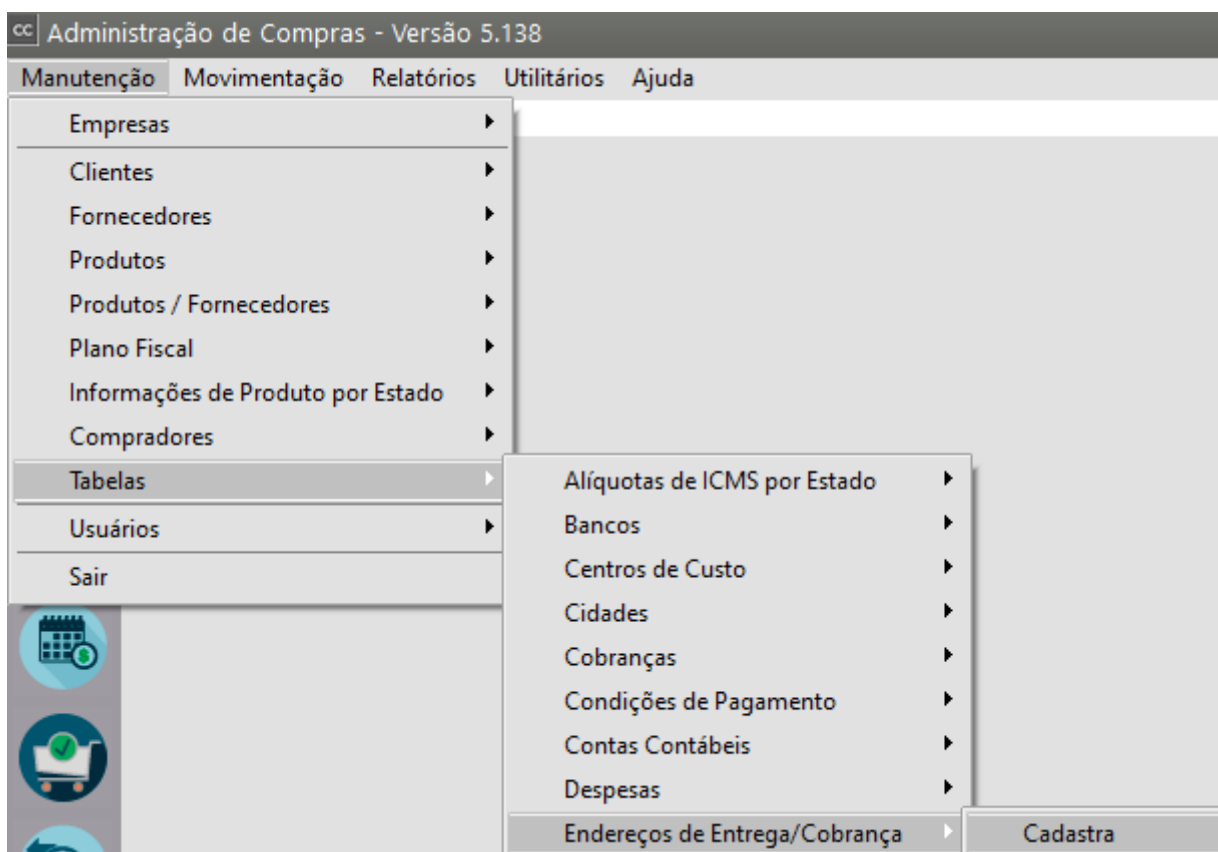 cc Administração de Compras - Versão 5.138
Manutenção Movimentação Relatórios Utilitários Ajuda
Empresas
Clientes
Fornecedores
Produtos
Produtos / Fornecedores
Plano Fiscal
Informações de Produto por Estado
Compradores
Tabelas
Usuários
Sair
Alíquotas de ICMS por Estado
Bancos
Centros de Custo
Cidades
Cobranças
Condições de Pagamento
Contas Contábeis
Despesas
Endereços de Entrega/Cobrança
Cadastra